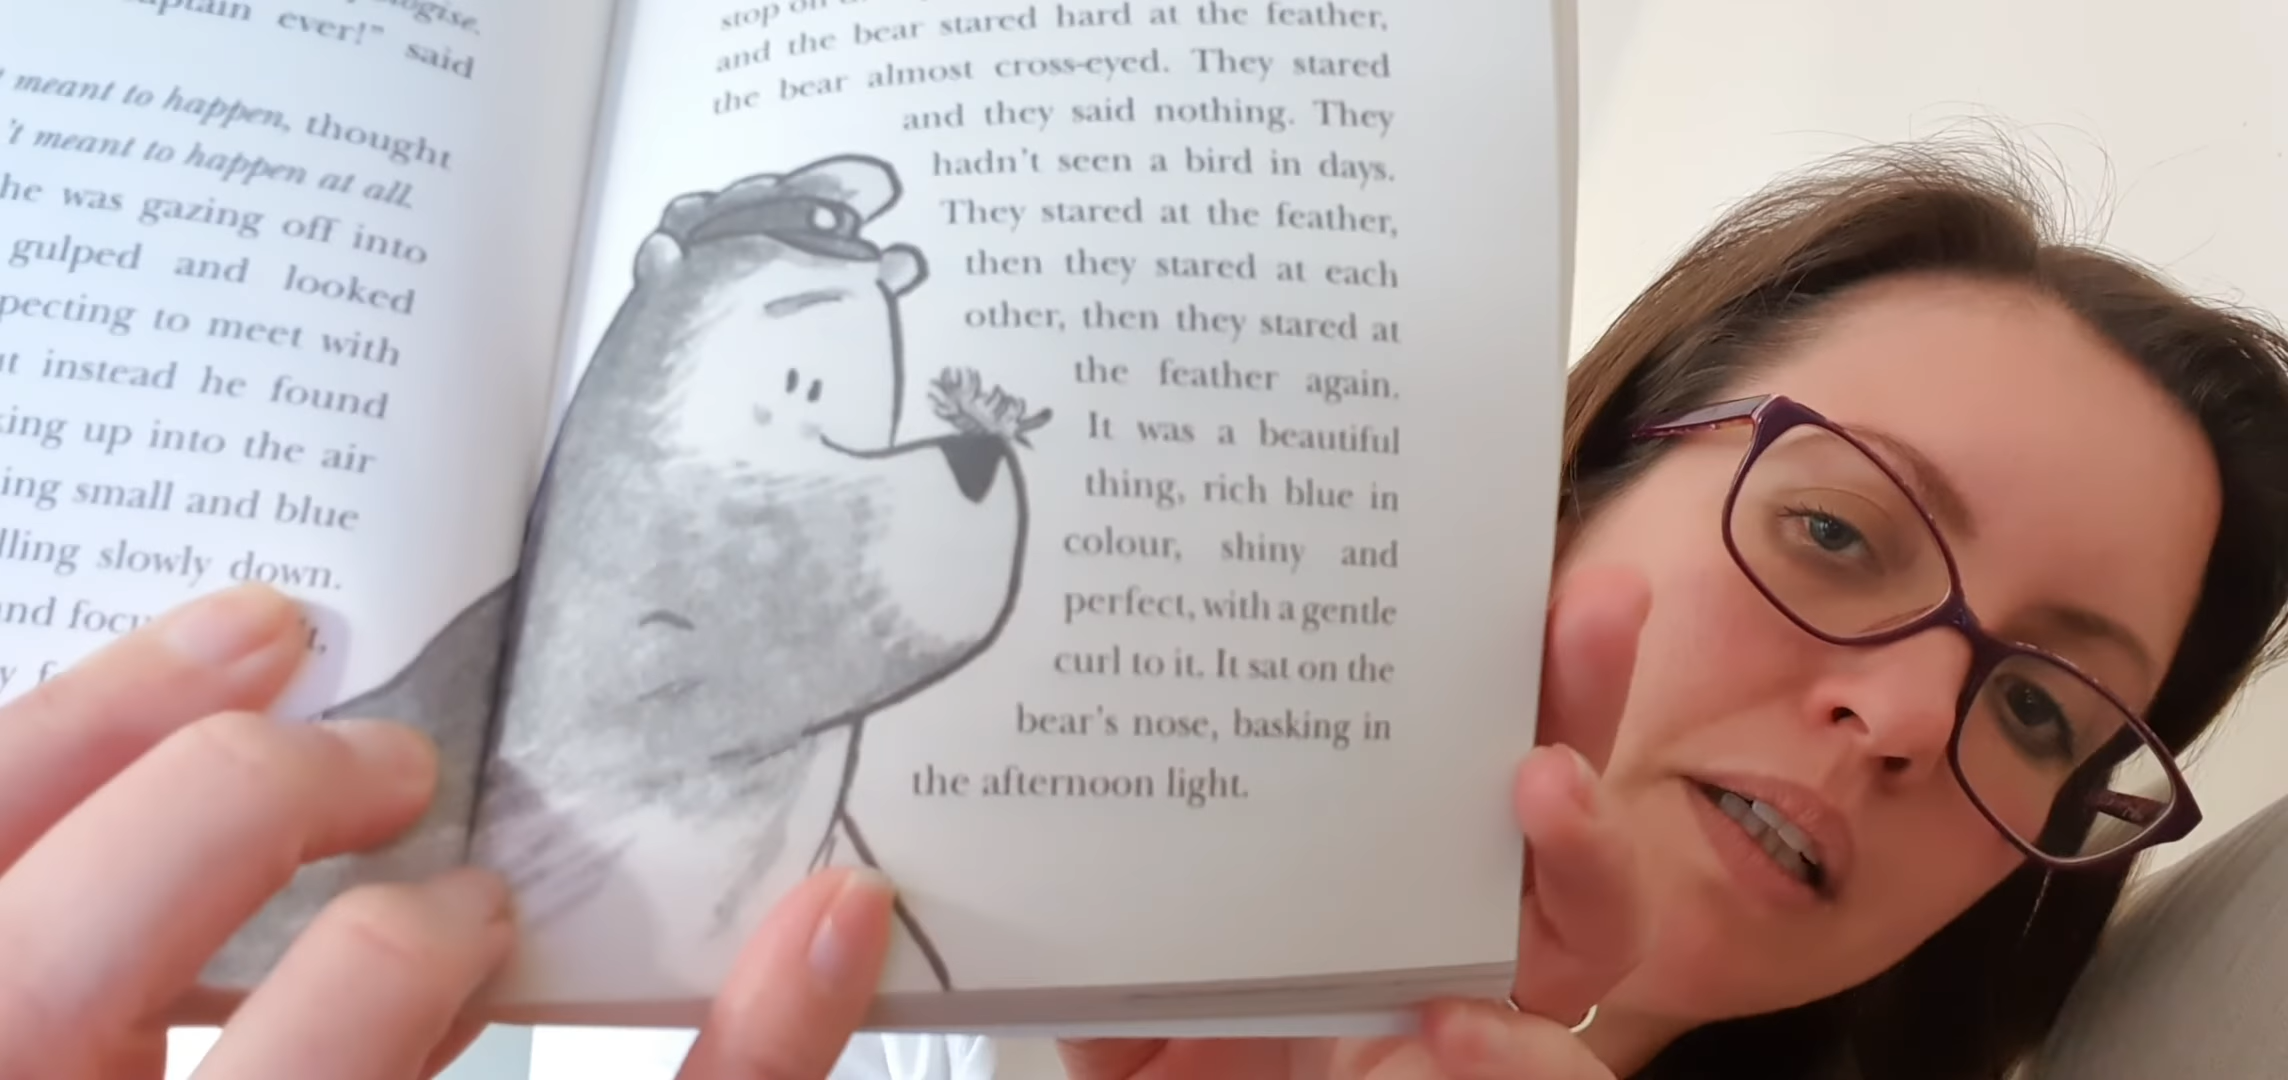 ogise.
ptain ever!" said
meant to happen, thought
't meant to happen at all.
he was gazing off into
gulped and looked
pecting to meet with
instead he found
ing up into the air
ing small and blue
lling slowly down.
nd focu
stop on
and the bear stared hard at the feather,
the bear almost cross-eyed. They stared
and they said nothing. They
hadn't seen a bird in days.
They stared at the feather,
then they stared at each
other, then they stared at
the feather again.
It was a beautiful
thing, rich blue in
colour, shiny and
perfect, with a gentle
curl to it. It sat on the
bear's nose, basking in
the afternoon light.